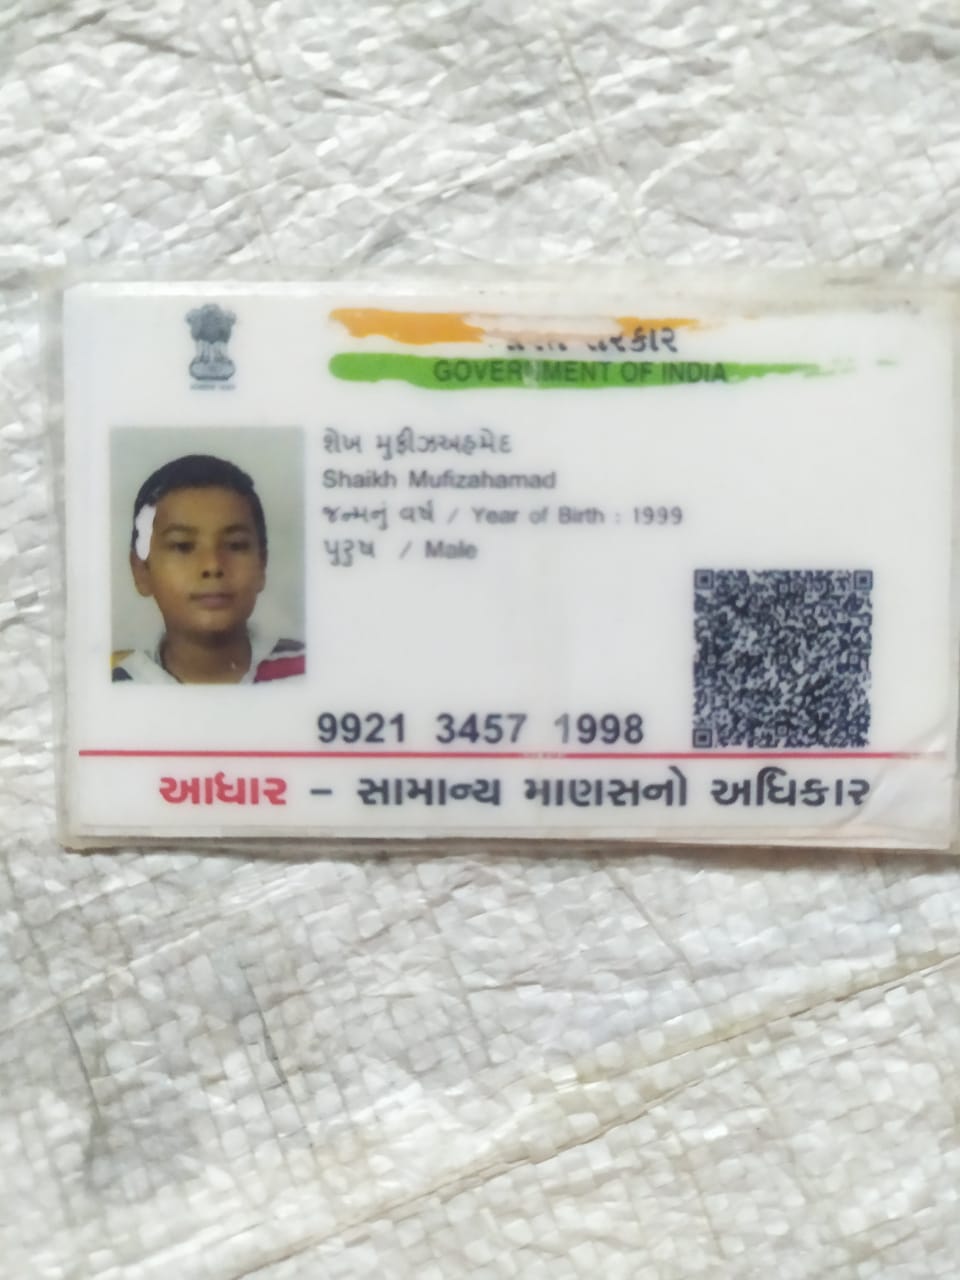 સરકાર
GOVERNMENT OF INDIA
શેખ મુફીઝઅહમેદ
Shaikh Mufizahamad
જન્મનું વર્ષ / Year of Birth : 1999
પુરુષ / Male
9921 3457 1998
આધાર – સામાન્ય માણસનો અધિકાર